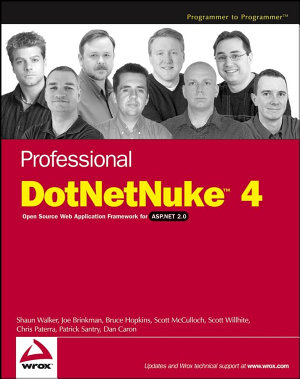 Programmer to Programmer™
Professional
DotNetNuke™ 4
Open Source Web Application Framework for ASP.NET 2.0
Shaun Walker, Joe Brinkman, Bruce Hopkins, Scott McCulloch, Scott Willhite,
Chris Paterra, Patrick Santry, Dan Caron
wrox™
Updates and Wrox technical support at www.wrox.com